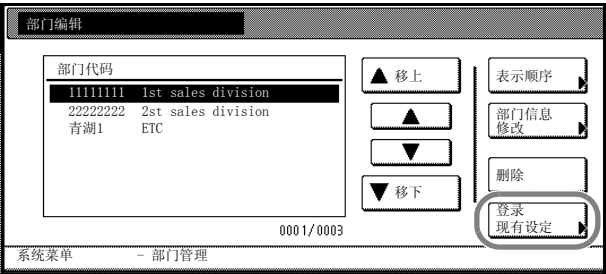 部门编辑
部门代码
11111111 1st sales division
22222222 2st sales division
青湖1 ETC
0001/0003
▲ 移上
▲
▼
▼ 移下
表示顺序
部门信息
修改
删除
登录
现有设定
系统菜单 - 部门管理